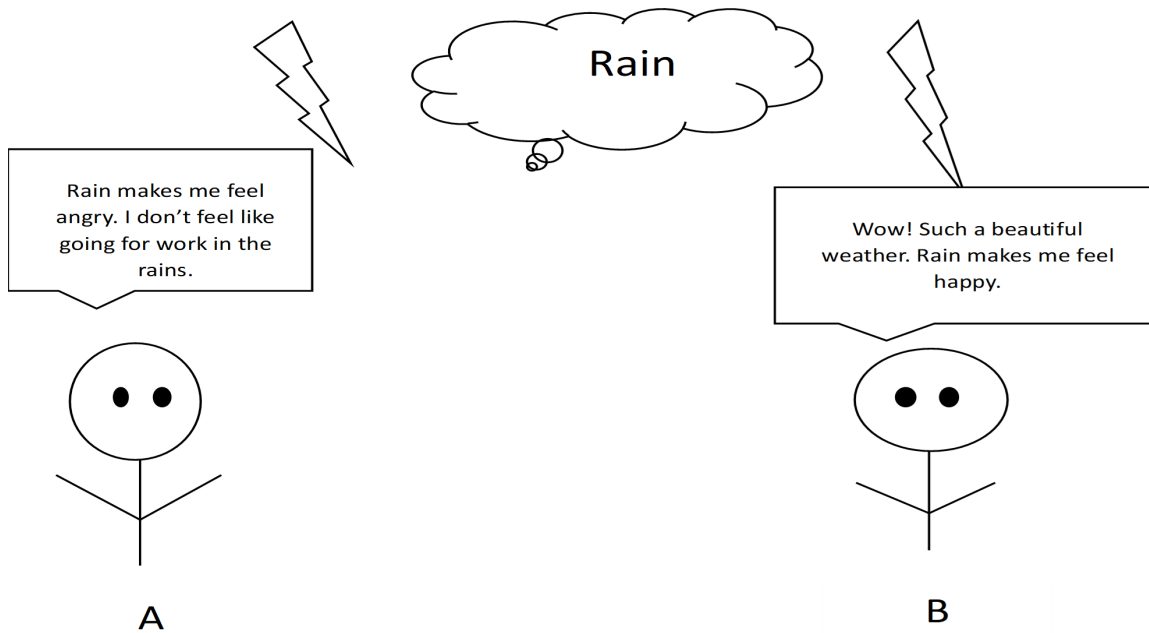 Rain
Rain makes me feel
angry. I don’t feel like
going for work in the
rains.
Wow! Such a beautiful
weather. Rain makes me feel
happy.
A
B